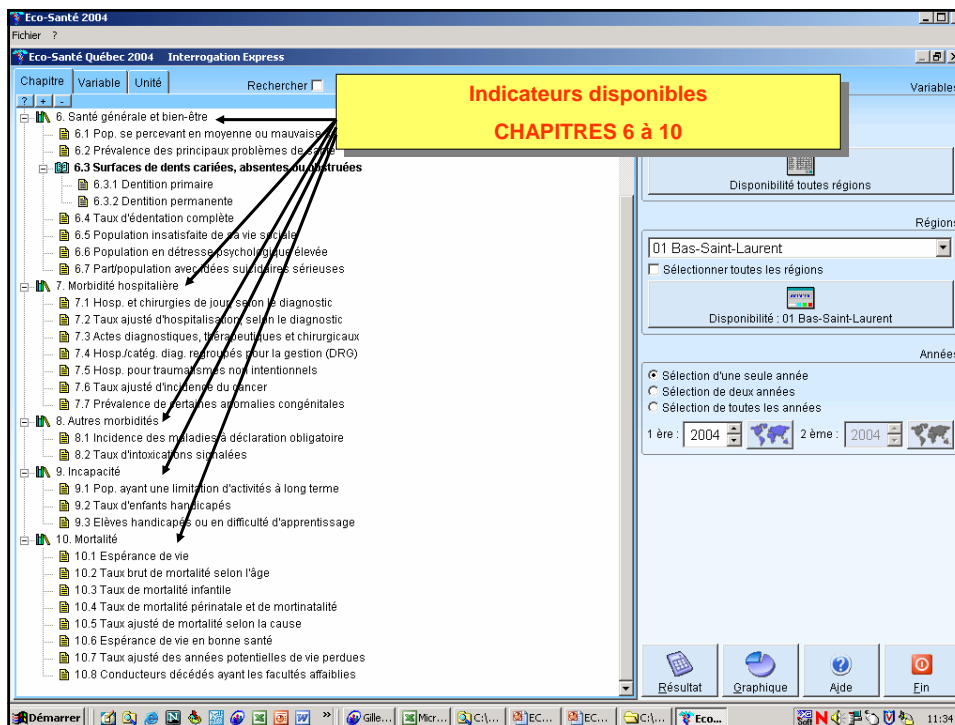 Eco-Santé 2004
Fichier ?
Eco-Santé Québec 2004 Interrogation Express
Chapitre Variable Unité Rechercher
? + -
Indicateurs disponibles
CHAPITRES 6 à 10
6. Santé générale et bien-être
6.1 Pop. se percevant en moyenne ou mauvaise
6.2 Prévalence des principaux problèmes de santé
6.3 Surfaces de dents cariées, absentes ou obstruées
6.3.1 Dentition primaire
6.3.2 Dentition permanente
6.4 Taux d'édentation complète
6.5 Population insatisfaite de sa vie sociale
6.6 Population en détresse psychologique élevée
6.7 Part/population avec idées suicidaires sérieuses
7. Morbidité hospitalière
7.1 Hosp. et chirurgies de jour, selon le diagnostic
7.2 Taux ajusté d'hospitalisation, selon le diagnostic
7.3 Actes diagnostiques, thérapeutiques et chirurgicaux
7.4 Hosp./catég. diag. regroupés pour la gestion (DRG)
7.5 Hosp. pour traumatismes non intentionnels
7.6 Taux ajusté d'incidence du cancer
7.7 Prévalence de certaines anomalies congénitales
8. Autres morbidités
8.1 Incidence des maladies à déclaration obligatoire
8.2 Taux d'intoxications signalées
9. Incapacité
9.1 Pop. ayant une limitation d'activités à long terme
9.2 Taux d'enfants handicapés
9.3 Elèves handicapés ou en difficulté d'apprentissage
10. Mortalité
10.1 Espérance de vie
10.2 Taux brut de mortalité selon l'âge
10.3 Taux de mortalité infantile
10.4 Taux de mortalité périnatale et de mortinatalité
10.5 Taux ajusté de mortalité selon la cause
10.6 Espérance de vie en bonne santé
10.7 Taux ajusté des années potentielles de vie perdues
10.8 Conducteurs décédés ayant les facultés affaiblies
Variables
Disponibilité toutes régions
Régions
01 Bas-Saint-Laurent
Sélectionner toutes les régions
Disponibilité : 01 Bas-Saint-Laurent
Années
Sélection d'une seule année
Sélection de deux années
Sélection de toutes les années
1 ère : 2004 2 ème : 2004
Résultat Graphique Aide Fin
Démarrer » Gille... Micr... C:\... EC... EC... C:\... Eco... 11:34